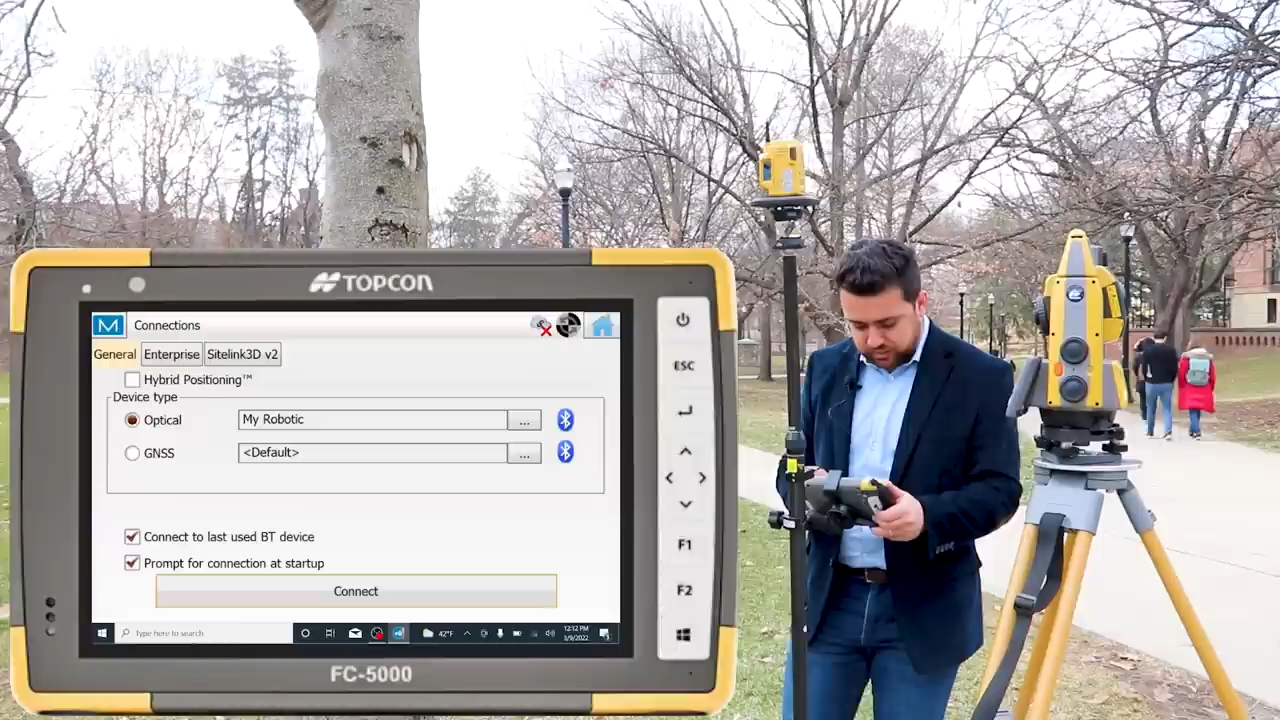 TOPCON
Connections
General Enterprise Sitelink3D v2
Hybrid Positioning™
Device type
Optical My Robotic ...
GNSS <Default> ...
Connect to last used BT device
Prompt for connection at startup
Connect
Type here to search 42°F 12:12 PM
3/9/2022
FC-5000
ESC
F1
F2